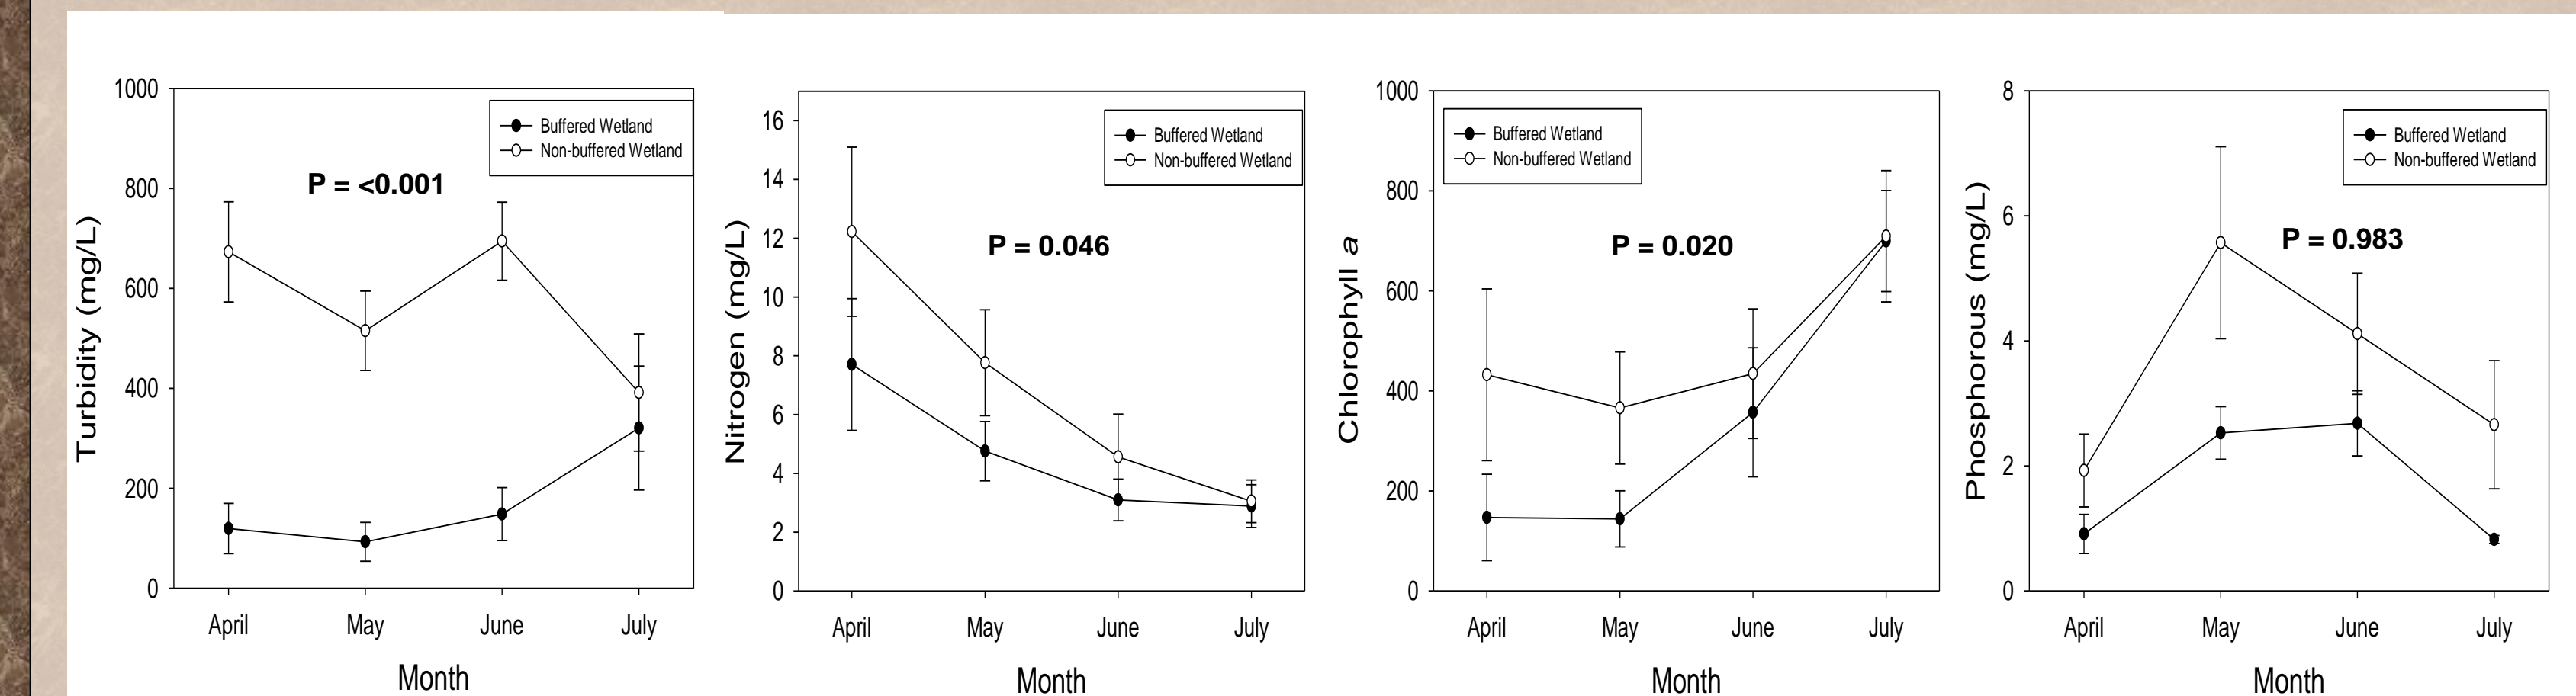 Turbidity (mg/L)
1000
800
600
400
200
0
Buffered Wetland
Non-buffered Wetland
P = <0.001
April May June July
Month
Nitrogen (mg/L)
16
14
12
10
8
6
4
2
0
Buffered Wetland
Non-buffered Wetland
P = 0.046
April May June July
Month
Chlorophyll a
1000
800
600
400
200
0
Buffered Wetland
Non-buffered Wetland
P = 0.020
April May June July
Month
Phosphorous (mg/L)
8
6
4
2
0
Buffered Wetland
Non-buffered Wetland
P = 0.983
April May June July
Month